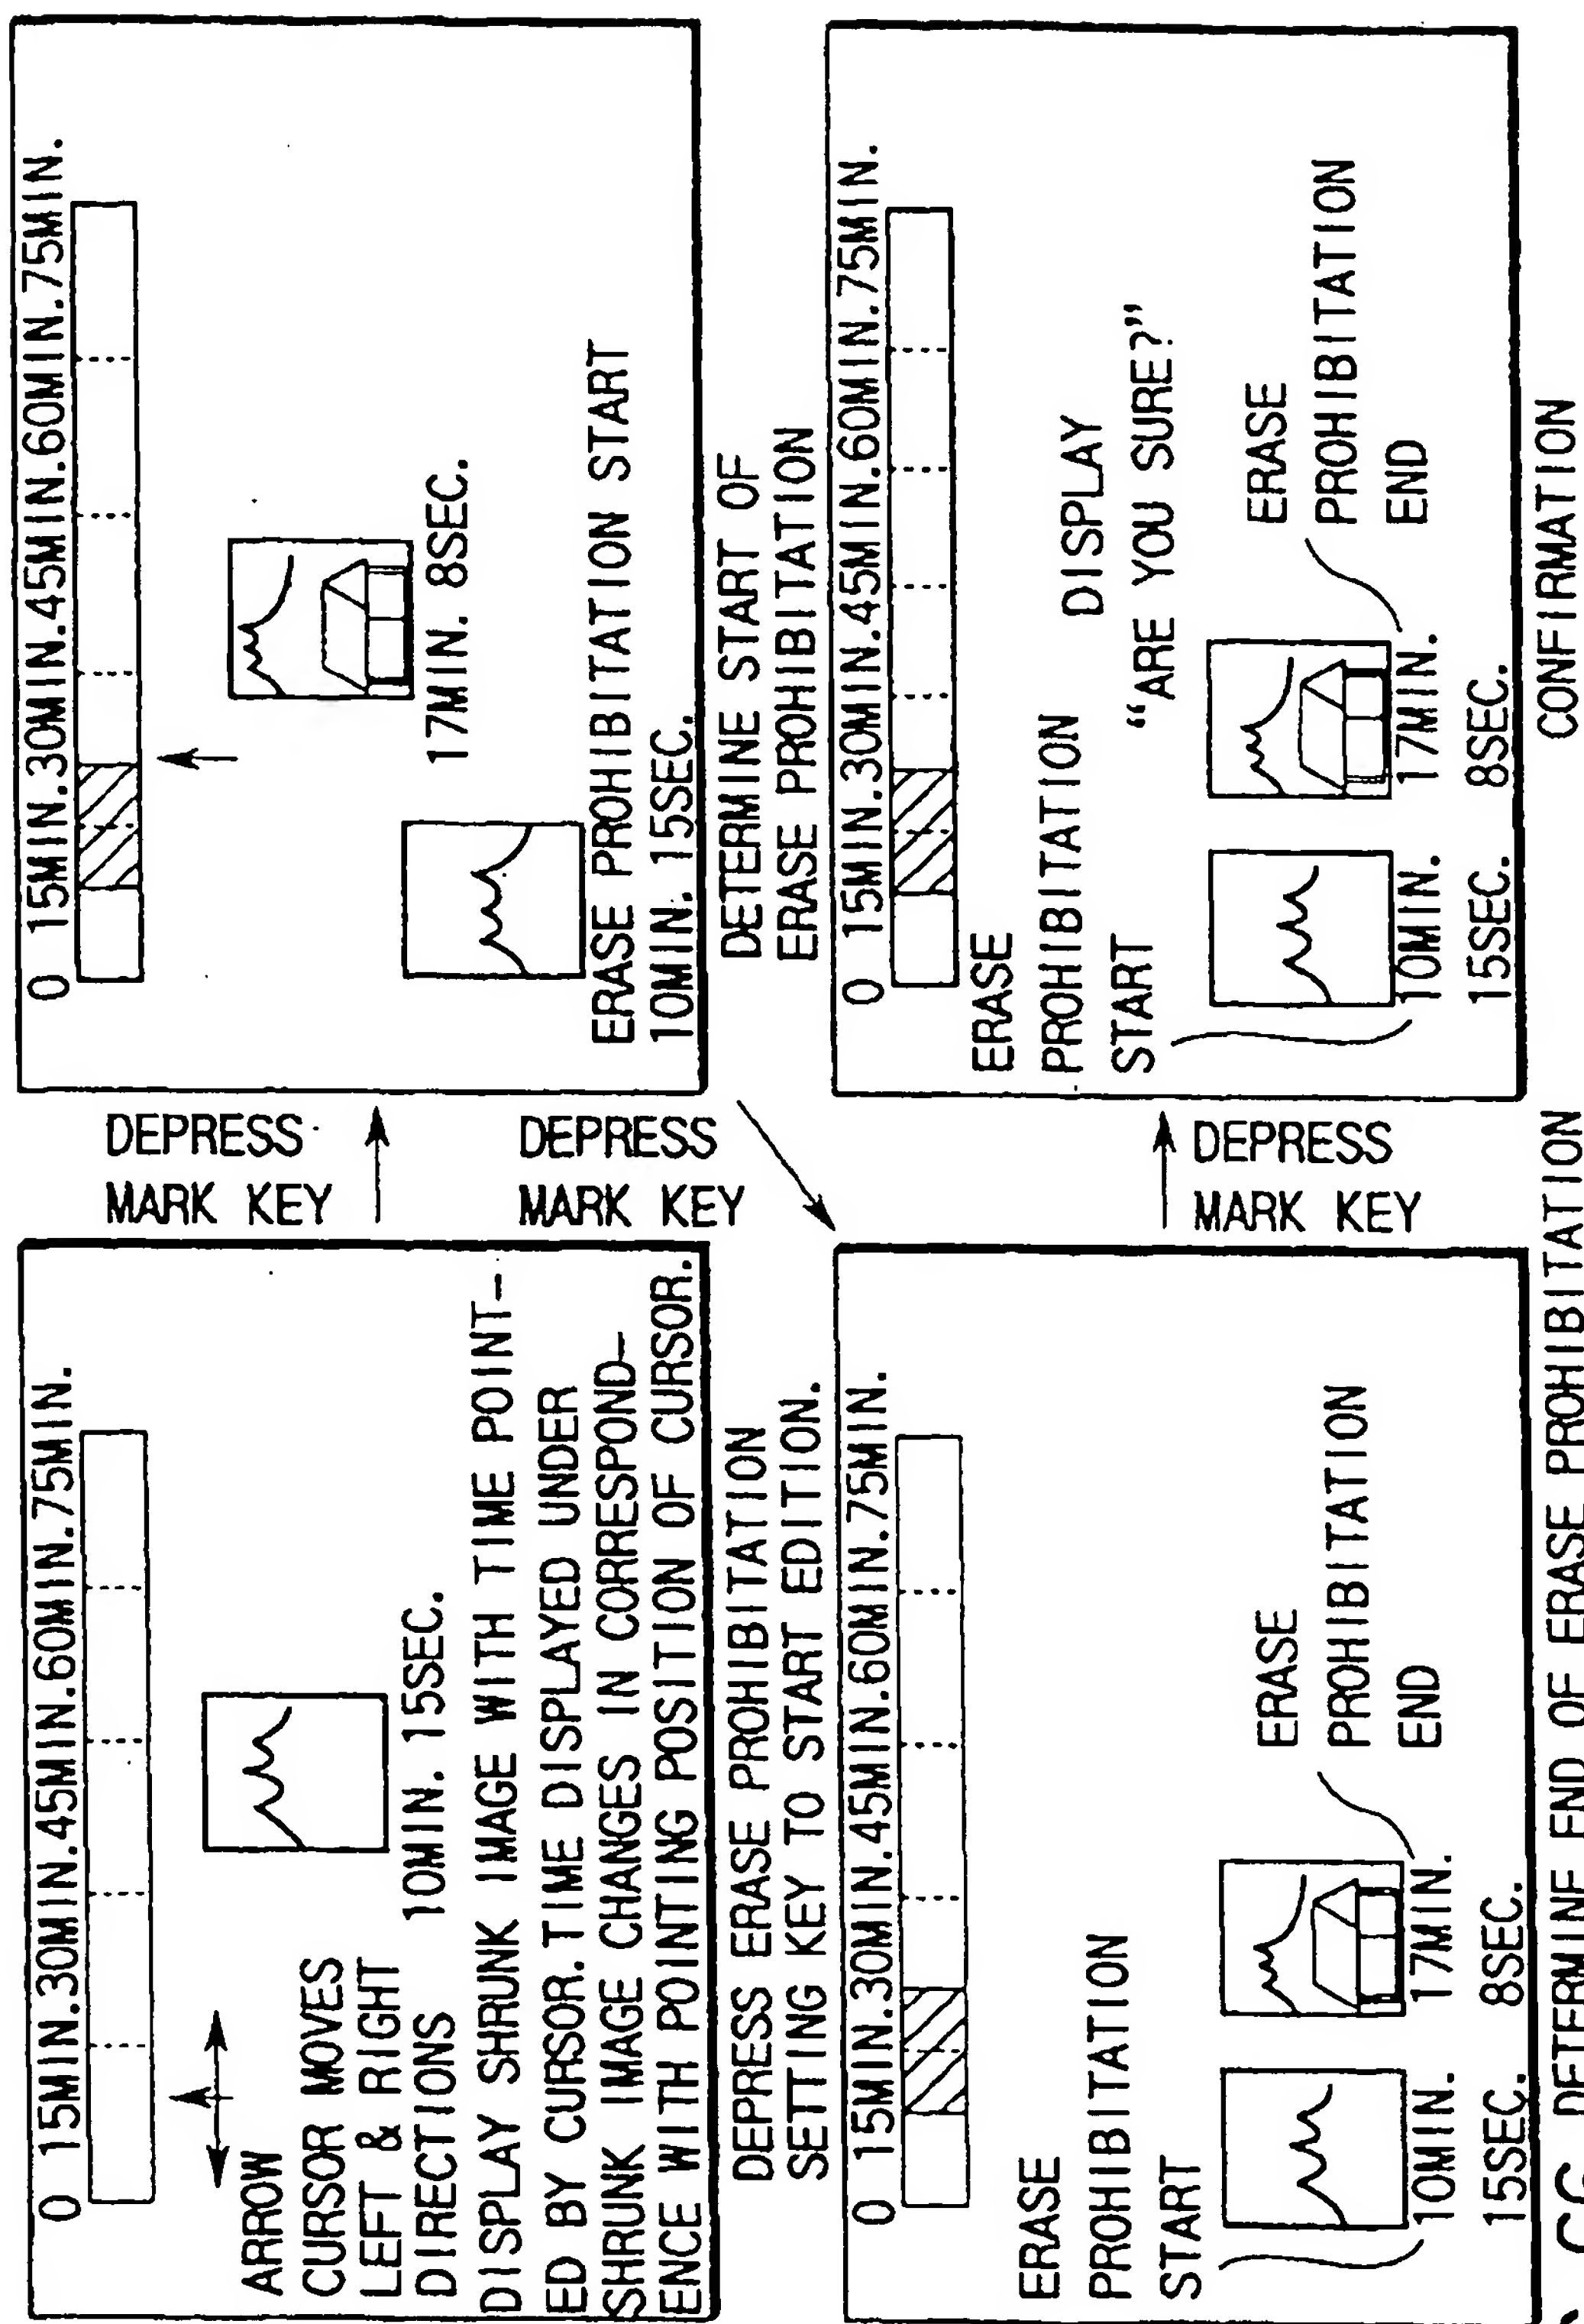 0 15MIN.30MIN.45MIN.60MIN.75MIN.
ARROW
CURSOR MOVES
LEFT & RIGHT
DIRECTIONS
10MIN. 15SEC.
DISPLAY SHRUNK IMAGE WITH TIME POINT-
ED BY CURSOR.TIME DISPLAYED UNDER
SHRUNK IMAGE CHANGES IN CORRESPOND-
ENCE WITH POINTING POSITION OF CURSOR.
DEPRESS ERASE PROHIBITATION
SETTING KEY TO START EDITION.
DEPRESS
MARK KEY
0 15MIN.30MIN.45MIN.60MIN.75MIN.
17MIN. 8SEC.
ERASE PROHIBITATION START
10MIN. 15SEC.
DETERMINE START OF
ERASE PROHIBITATION
DEPRESS
MARK KEY
0 15MIN.30MIN.45MIN.60MIN.75MIN.
ERASE
PROHIBITATION
START
10MIN.
15SEC.
17MIN.
8SEC.
ERASE
PROHIBITATION
END
DETERMINE END OF ERASE PROHIBITATION
DEPRESS
MARK KEY
0 15MIN.30MIN.45MIN.60MIN.75MIN.
ERASE
PROHIBITATION
START
DISPLAY
“ARE YOU SURE?”
10MIN.
15SEC.
17MIN.
8SEC.
ERASE
PROHIBITATION
END
CONFIRMATION